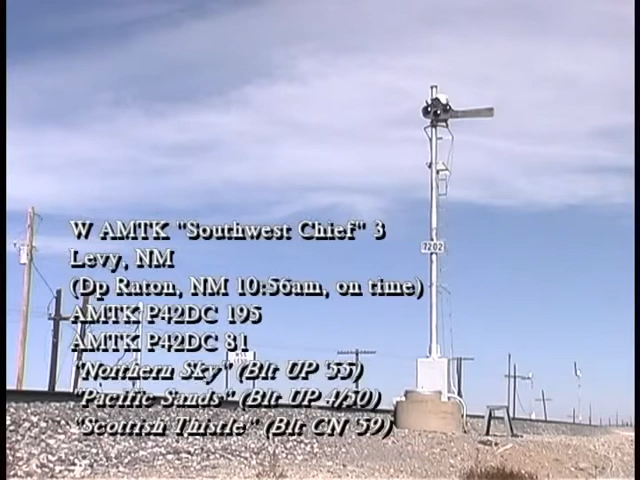 W AMTK "Southwest Chief" 3
Levy, NM
(Dp Raton, NM 10:56am, on time)
AMTK P42DC 195
AMTK P42DC 81
"Northern Sky" (Blt UP '55)
"Pacific Sands" (Blt UP 4/50)
"Scottish Thistle" (Blt CN '59)
7202